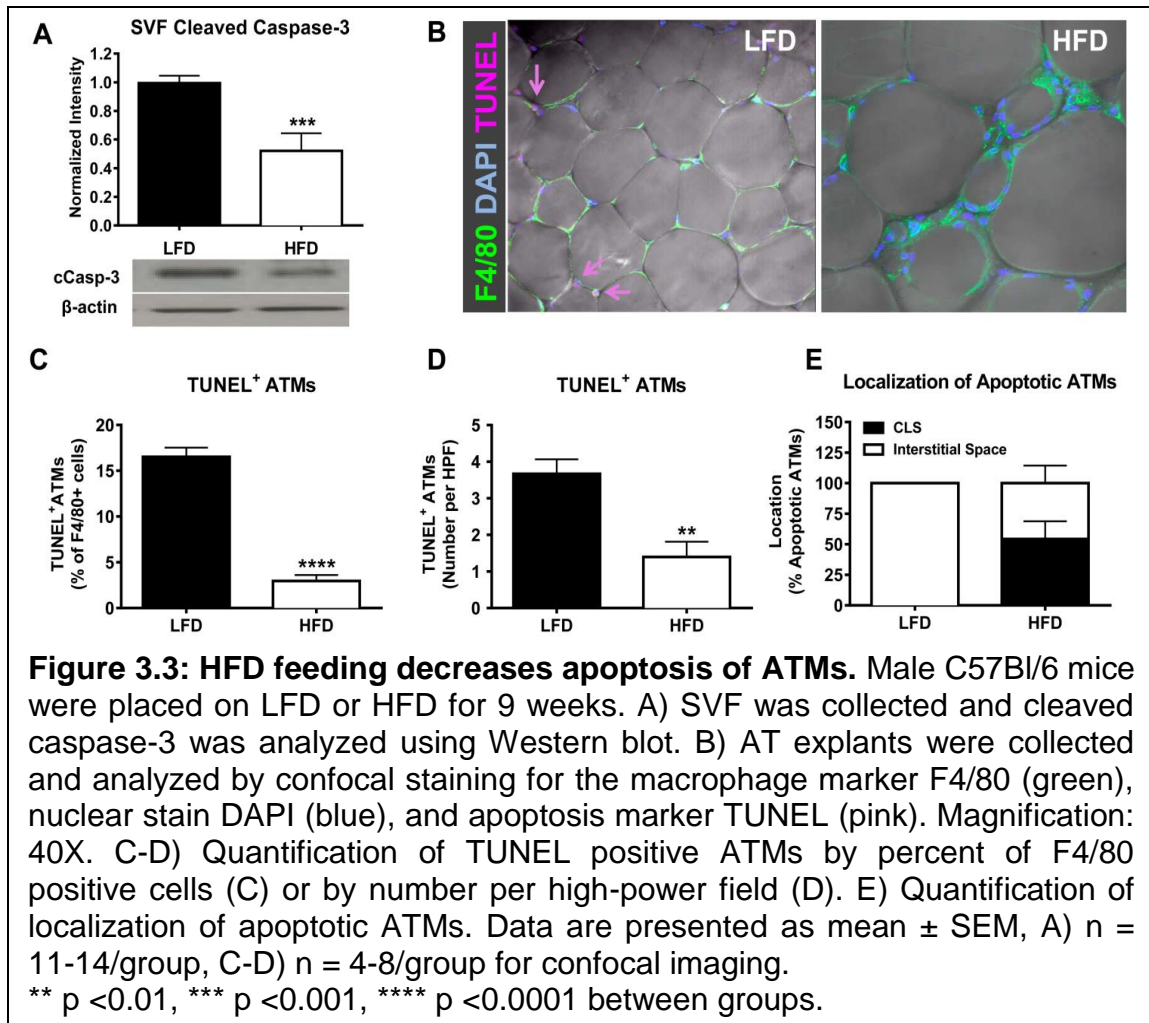 A
SVF Cleaved Caspase-3
Normalized Intensity
1.2
1.0
0.8
0.6
0.4
0.2
0.0
***
LFD
HFD
cCasp-3
β-actin
B
F4/80 DAPI TUNEL
LFD
HFD
C
TUNEL⁺ ATMs
TUNEL⁺ATMs
(% of F4/80+ cells)
20
15
10
5
0
****
LFD
HFD
D
TUNEL⁺ ATMs
TUNEL⁺ ATMs
(Number per HPF)
5
4
3
2
1
0
**
LFD
HFD
E
Localization of Apoptotic ATMs
Location
(% Apoptotic ATMs)
150
125
100
75
50
25
0
CLS
Interstitial Space
LFD
HFD
Figure 3.3: HFD feeding decreases apoptosis of ATMs. Male C57Bl/6 mice
were placed on LFD or HFD for 9 weeks. A) SVF was collected and cleaved
caspase-3 was analyzed using Western blot. B) AT explants were collected
and analyzed by confocal staining for the macrophage marker F4/80 (green),
nuclear stain DAPI (blue), and apoptosis marker TUNEL (pink). Magnification:
40X. C-D) Quantification of TUNEL positive ATMs by percent of F4/80
positive cells (C) or by number per high-power field (D). E) Quantification of
localization of apoptotic ATMs. Data are presented as mean ± SEM, A) n =
11-14/group, C-D) n = 4-8/group for confocal imaging.
** p <0.01, *** p <0.001, **** p <0.0001 between groups.